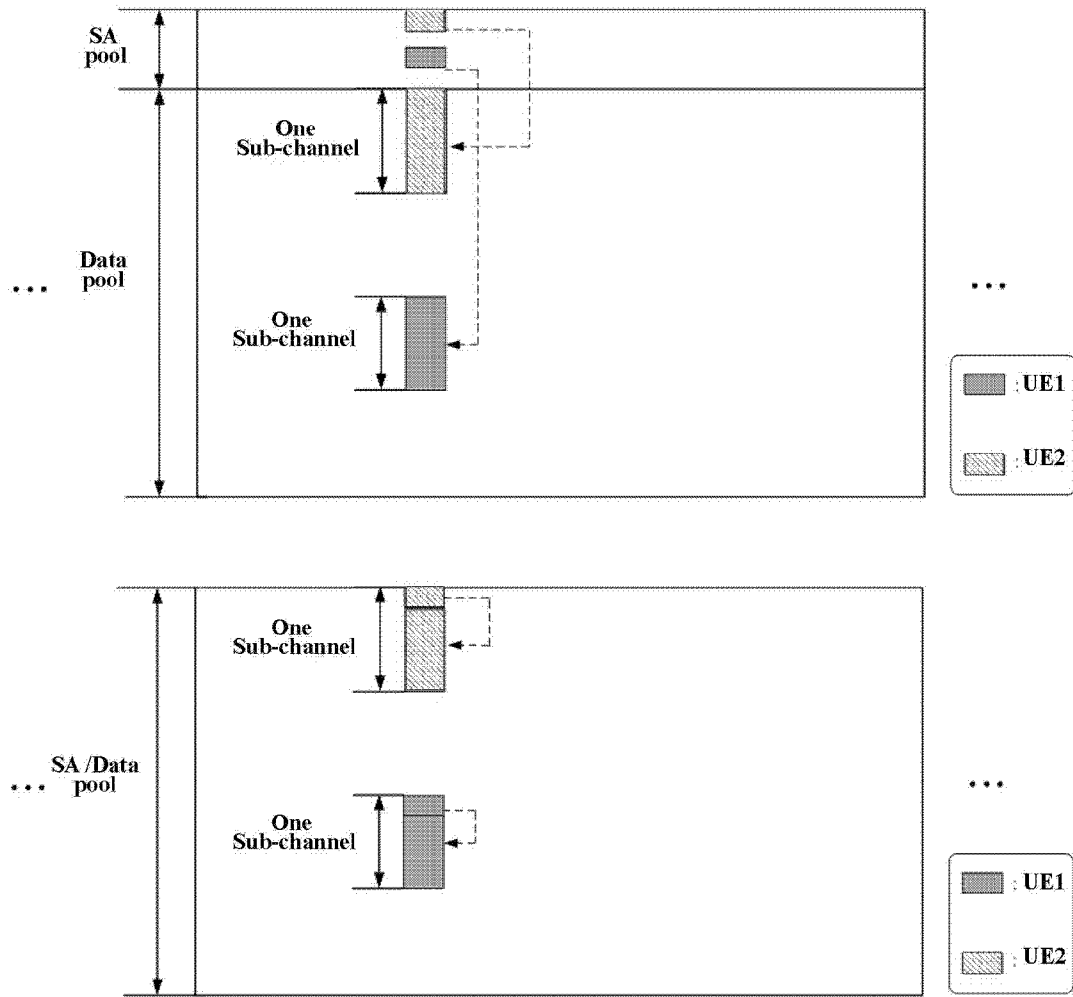 SA
pool
One
Sub-channel
Data
pool
...
...
One
Sub-channel
: UE1
: UE2
One
Sub-channel
SA /Data
pool
...
...
One
Sub-channel
: UE1
: UE2